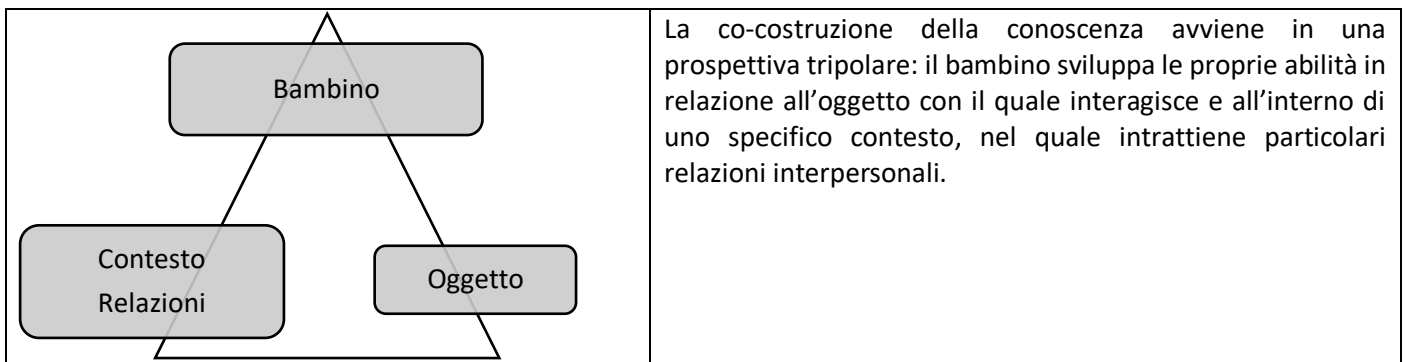 Bambino
Contesto
Relazioni
Oggetto
La co-costruzione della conoscenza avviene in una
prospettiva tripolare: il bambino sviluppa le proprie abilità in
relazione all’oggetto con il quale interagisce e all’interno di
uno specifico contesto, nel quale intrattiene particolari
relazioni interpersonali.